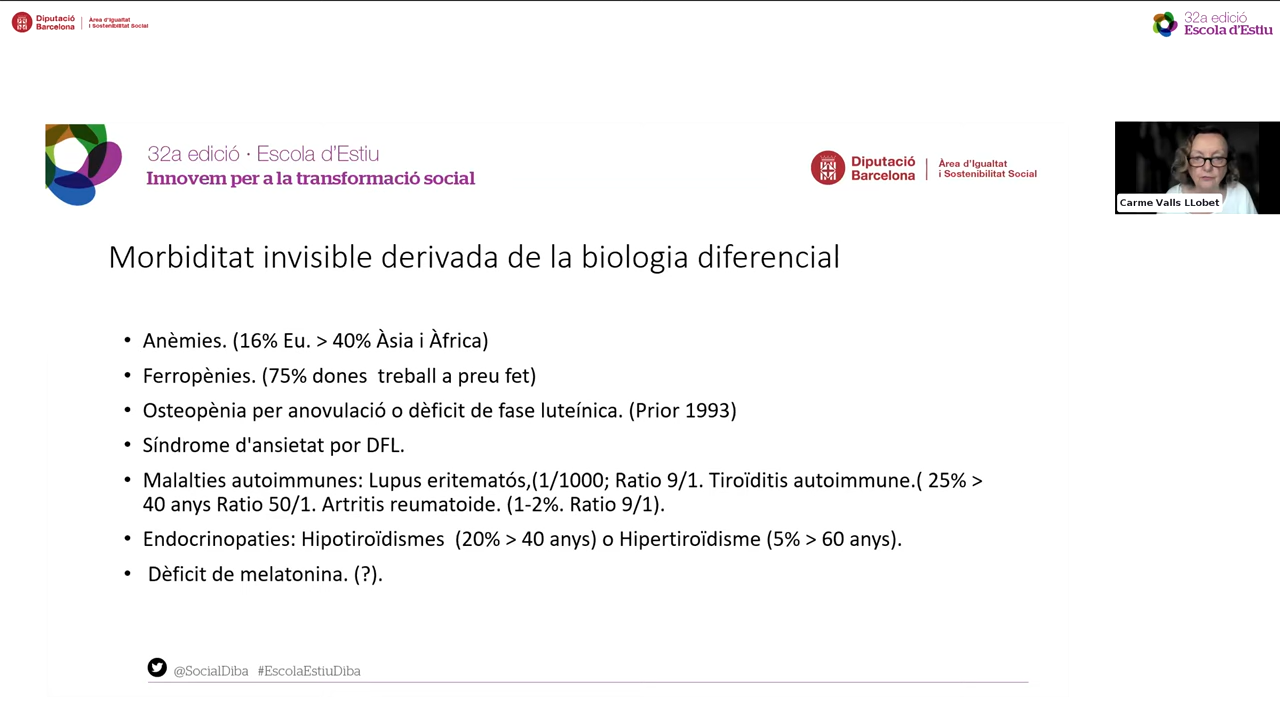 Diputació
Barcelona
Àrea d'Igualtat
i Sostenibilitat Social
32a edició
Escola d'Estiu
32a edició · Escola d'Estiu
Innovem per a la transformació social
Diputació
Barcelona
Àrea d'Igualtat
i Sostenibilitat Social
Carme Valls LLobet
Morbiditat invisible derivada de la biologia diferencial
• Anèmies. (16% Eu. > 40% Àsia i Àfrica)
• Ferropènies. (75% dones  treball a preu fet)
• Osteopènia per anovulació o dèficit de fase luteínica. (Prior 1993)
• Síndrome d'ansietat por DFL.
• Malalties autoimmunes: Lupus eritematós,(1/1000; Ratio 9/1. Tiroïditis autoimmune.( 25% >
40 anys Ratio 50/1. Artritis reumatoide. (1-2%. Ratio 9/1).
• Endocrinopaties: Hipotiroïdismes  (20% > 40 anys) o Hipertiroïdisme (5% > 60 anys).
• Dèficit de melatonina. (?).
@SocialDiba #EscolaEstiuDiba